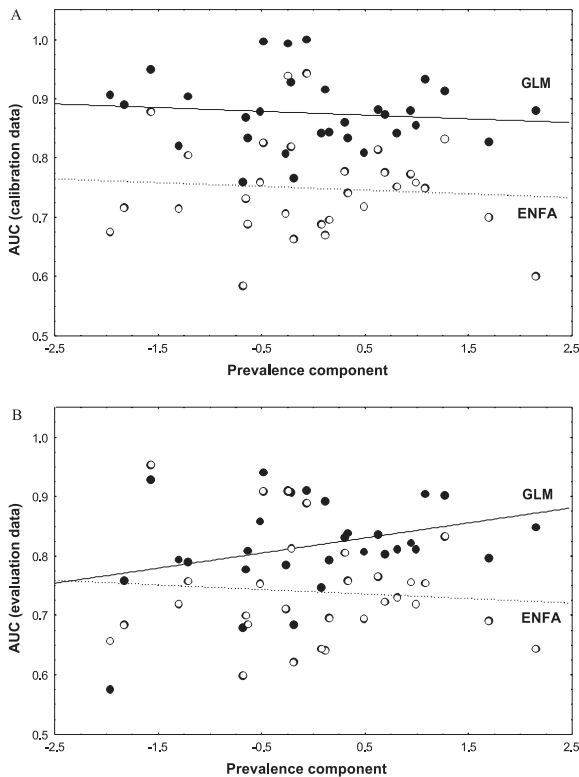 A
1.0
0.9
0.8
0.7
0.6
0.5
AUC (calibration data)
GLM
ENFA
-2.5 -1.5 -0.5 0.5 1.5 2.5
Prevalence component
B
1.0
0.9
0.8
0.7
0.6
0.5
AUC (evaluation data)
GLM
ENFA
-2.5 -1.5 -0.5 0.5 1.5 2.5
Prevalence component